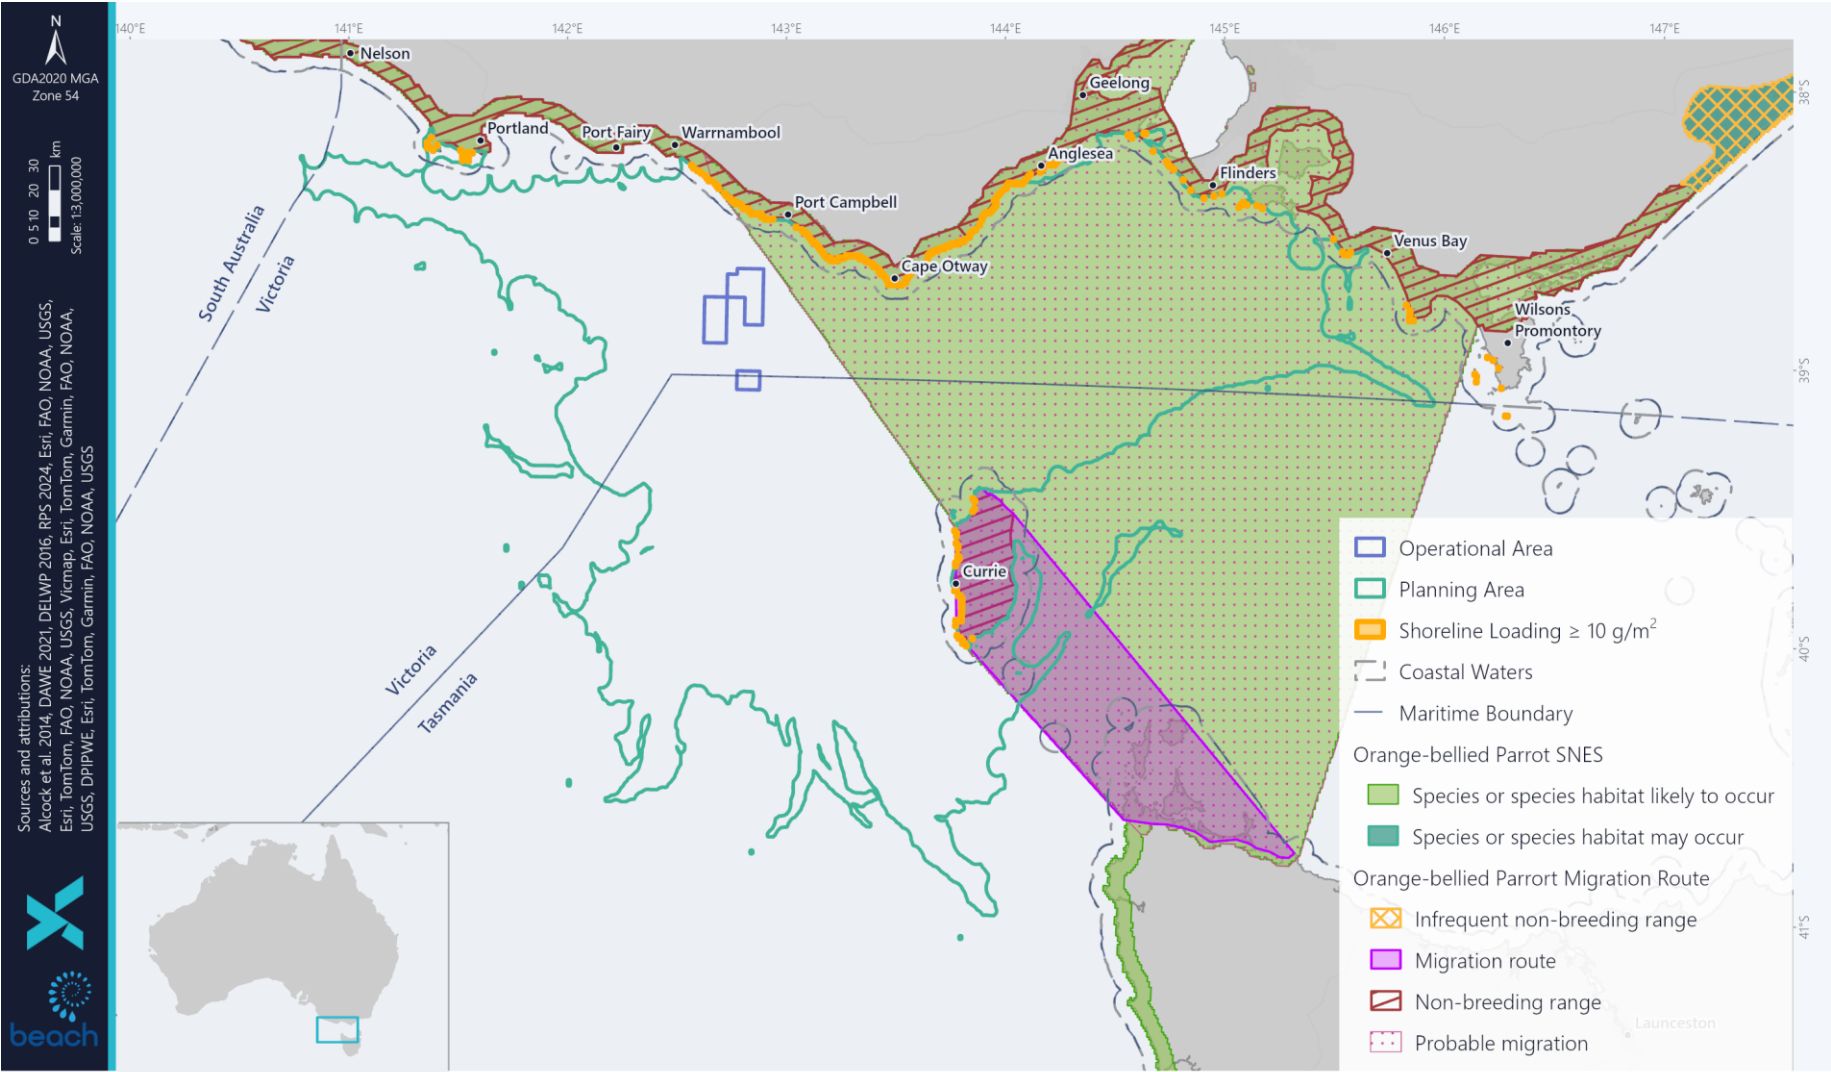 140°E
141°E
142°E
143°E
144°E
145°E
146°E
147°E
N
GDA2020 MGA
Zone 54
0 5 10 20 30 km
Scale: 1:3,000,000
Sources and attributions:
Alcock et al. 2014, DAWE 2021, DELWP 2016, RPS 2024, Esri, FAO, NOAA, USGS,
Esri, TomTom, FAO, NOAA, USGS, Vicmap, Esri, TomTom, Garmin, FAO, NOAA,
USGS, DPIPWE, Esri, TomTom, Garmin, FAO, NOAA, USGS
beach
Nelson
Portland
Port Fairy
Warrnambool
Port Campbell
Cape Otway
Geelong
Anglesea
Flinders
Venus Bay
Wilsons
Promontory
Currie
South Australia
Victoria
Victoria
Tasmania
38°S
39°S
40°S
41°S
Operational Area
Planning Area
Shoreline Loading ≥ 10 g/m²
Coastal Waters
Maritime Boundary
Orange-bellied Parrot SNES
Species or species habitat likely to occur
Species or species habitat may occur
Orange-bellied Parrort Migration Route
Infrequent non-breeding range
Migration route
Non-breeding range
Launceston
Probable migration